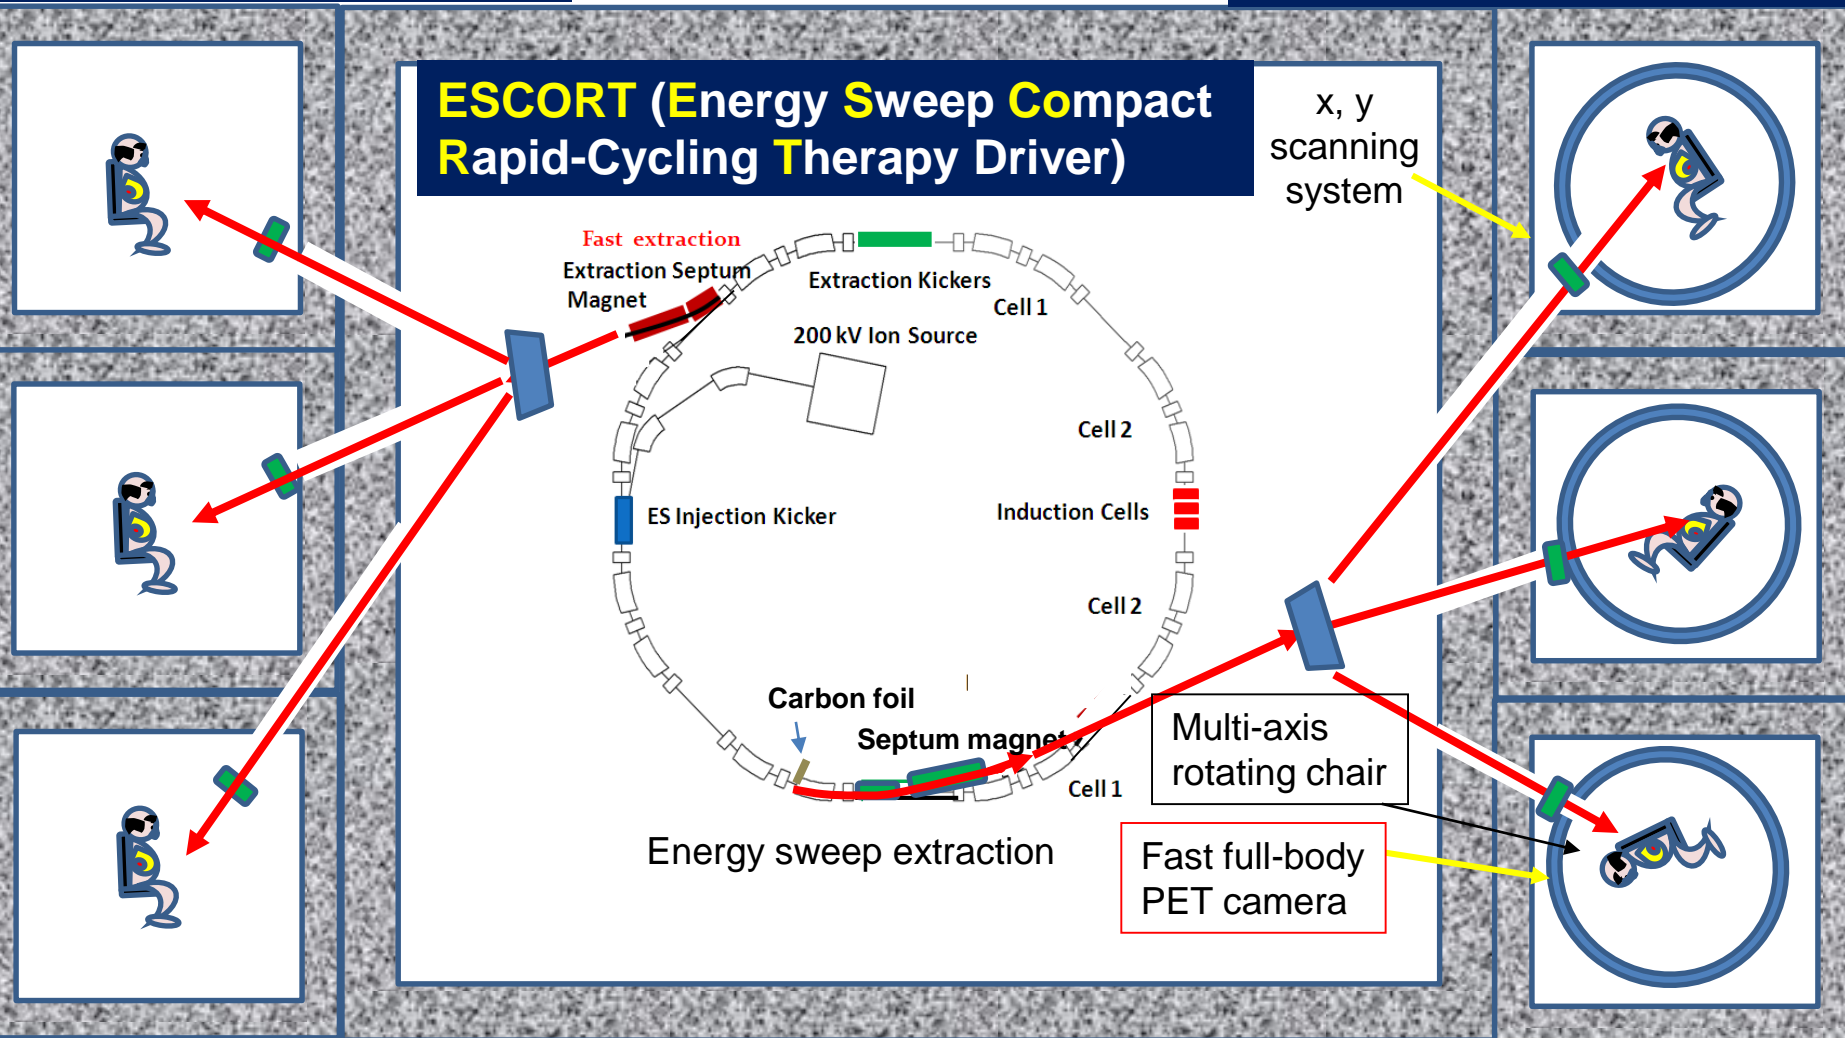 ESCORT (Energy Sweep Compact
Rapid-Cycling Therapy Driver)
x, y
scanning
system
Fast extraction
Extraction Septum
Magnet
Extraction Kickers
Cell 1
200 kV Ion Source
Cell 2
ES Injection Kicker
Induction Cells
Cell 2
Carbon foil
Septum magnet
Cell 1
Multi-axis
rotating chair
Energy sweep extraction
Fast full-body
PET camera